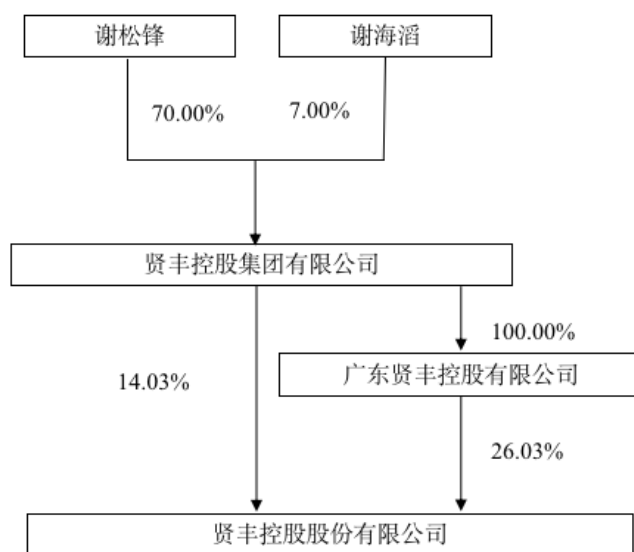 谢松锋
谢海滔
70.00%
7.00%
贤丰控股集团有限公司
100.00%
14.03%
广东贤丰控股有限公司
26.03%
贤丰控股股份有限公司